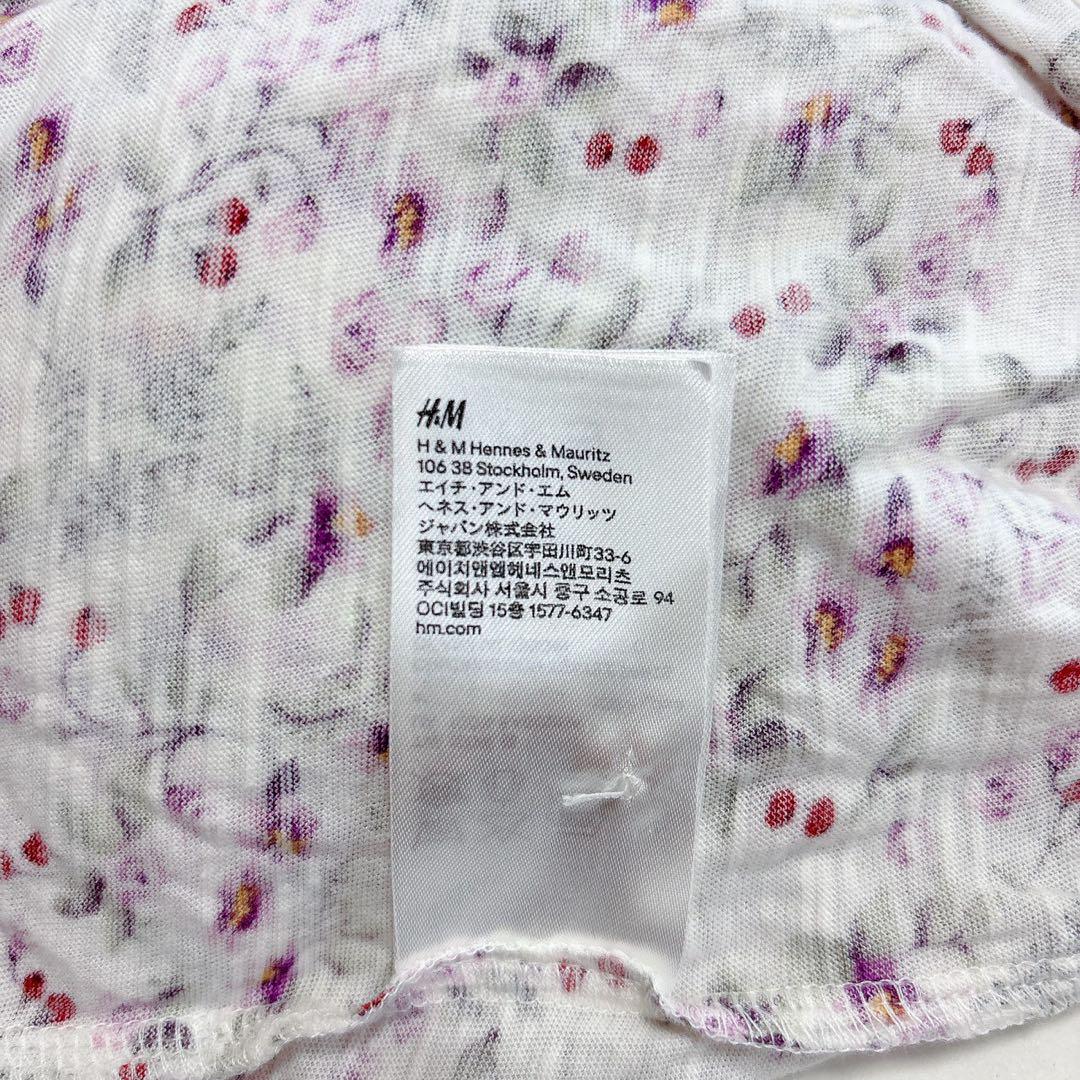 H&M
H & M Hennes & Mauritz
106 38 Stockholm, Sweden
エイチ・アンド・エム
ヘネス・アンド・マウリッツ
ジャパン株式会社
東京都渋谷区宇田川町33-6
에이치앤엠헤네스앤모리츠
주식회사 서울시 중구 소공로 94
OCI빌딩 15층 1577-6347
hm.com